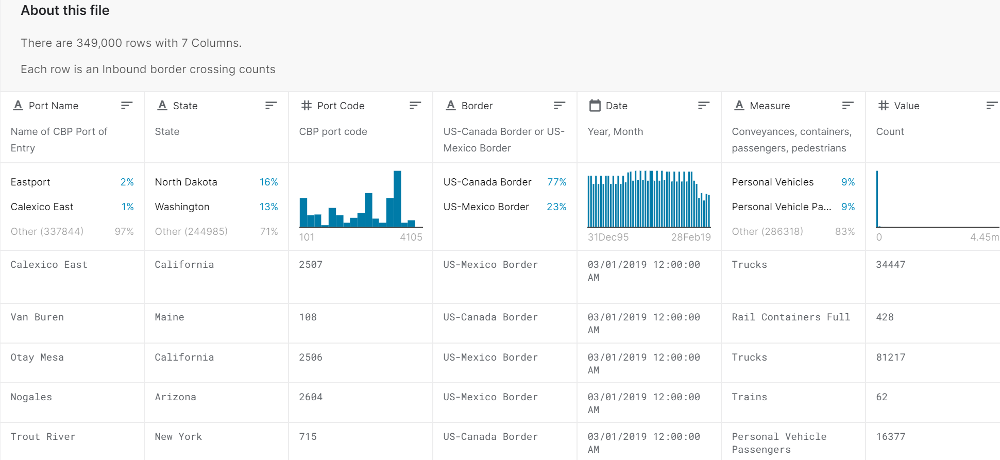 About this file
There are 349,000 rows with 7 Columns.
Each row is an Inbound border crossing counts
Port Name State Port Code Border Date Measure Value
Name of CBP Port of State CBP port code US-Canada Border or US- Year, Month Conveyances, containers, Count
Entry Mexico Border passengers, pedestrians
Eastport 2% North Dakota 16% US-Canada Border 77% Personal Vehicles 9%
Calexico East 1% Washington 13% US-Mexico Border 23% Personal Vehicle Pa... 9%
Other (337844) 97% Other (244985) 71% Other (286318) 83%
101 4105 31Dec95 28Feb19 0 4.45m
Calexico East California 2507 US-Mexico Border 03/01/2019 12:00:00 Trucks 34447
AM
Van Buren Maine 108 US-Canada Border 03/01/2019 12:00:00 Rail Containers Full 428
AM
Otay Mesa California 2506 US-Mexico Border 03/01/2019 12:00:00 Trucks 81217
AM
Nogales Arizona 2604 US-Mexico Border 03/01/2019 12:00:00 Trains 62
AM
Trout River New York 715 US-Canada Border 03/01/2019 12:00:00 Personal Vehicle 16377
AM Passengers